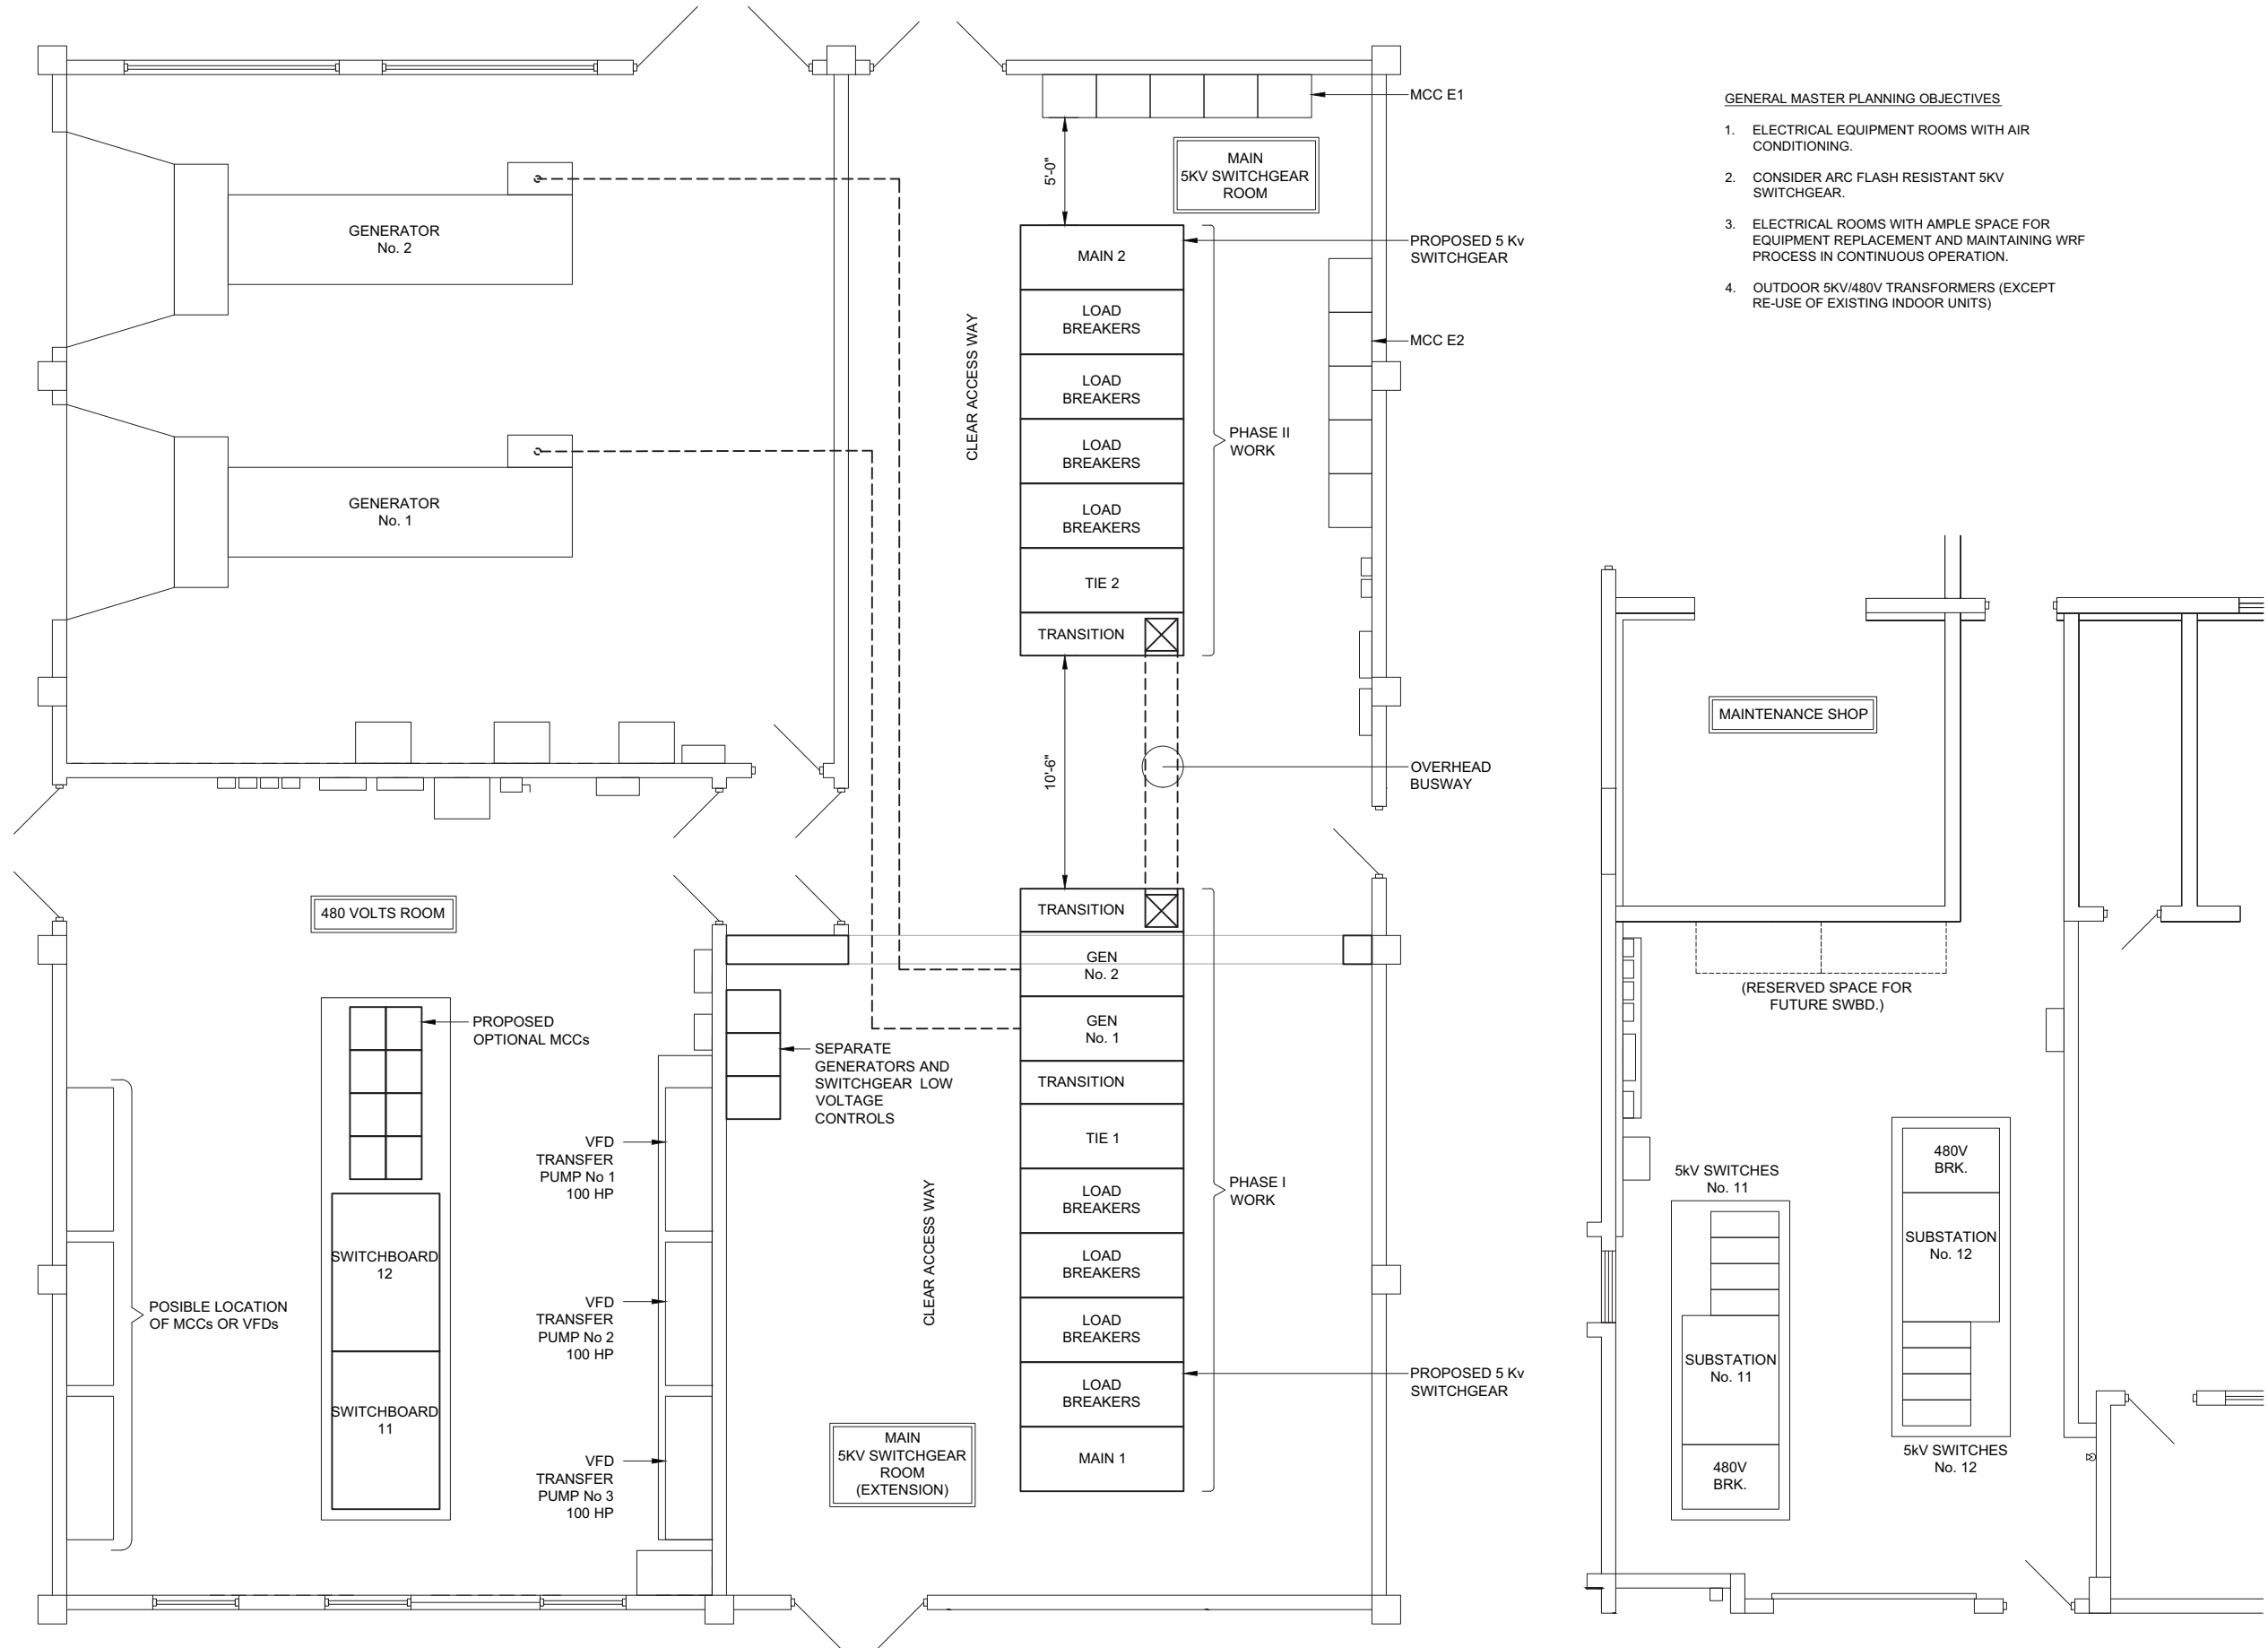 MCC E1
GENERAL MASTER PLANNING OBJECTIVES
1. ELECTRICAL EQUIPMENT ROOMS WITH AIR
CONDITIONING.
2. CONSIDER ARC FLASH RESISTANT 5KV
SWITCHGEAR.
3. ELECTRICAL ROOMS WITH AMPLE SPACE FOR
EQUIPMENT REPLACEMENT AND MAINTAINING WRF
PROCESS IN CONTINUOUS OPERATION.
4. OUTDOOR 5KV/480V TRANSFORMERS (EXCEPT
RE-USE OF EXISTING INDOOR UNITS)
MAIN
5KV SWITCHGEAR
ROOM
5'-0"
GENERATOR
No. 2
MAIN 2
PROPOSED 5 Kv
SWITCHGEAR
LOAD
BREAKERS
CLEAR ACCESS WAY
MCC E2
LOAD
BREAKERS
LOAD
BREAKERS
PHASE II
WORK
GENERATOR
No. 1
LOAD
BREAKERS
TIE 2
TRANSITION
10'-6"
OVERHEAD
BUSWAY
MAINTENANCE SHOP
480 VOLTS ROOM
TRANSITION
GEN
No. 2
GEN
No. 1
PROPOSED
OPTIONAL MCCs
SEPARATE
GENERATORS AND
SWITCHGEAR LOW
VOLTAGE
CONTROLS
TRANSITION
TIE 1
(RESERVED SPACE FOR
FUTURE SWBD.)
VFD
TRANSFER
PUMP No 1
100 HP
LOAD
BREAKERS
PHASE I
WORK
CLEAR ACCESS WAY
SWITCHBOARD
12
LOAD
BREAKERS
POSIBLE LOCATION
OF MCCs OR VFDs
VFD
TRANSFER
PUMP No 2
100 HP
LOAD
BREAKERS
LOAD
BREAKERS
PROPOSED 5 Kv
SWITCHGEAR
SWITCHBOARD
11
MAIN
5KV SWITCHGEAR
ROOM
(EXTENSION)
MAIN 1
VFD
TRANSFER
PUMP No 3
100 HP
5kV SWITCHES
No. 11
480V
BRK.
SUBSTATION
No. 12
SUBSTATION
No. 11
5kV SWITCHES
No. 12
480V
BRK.